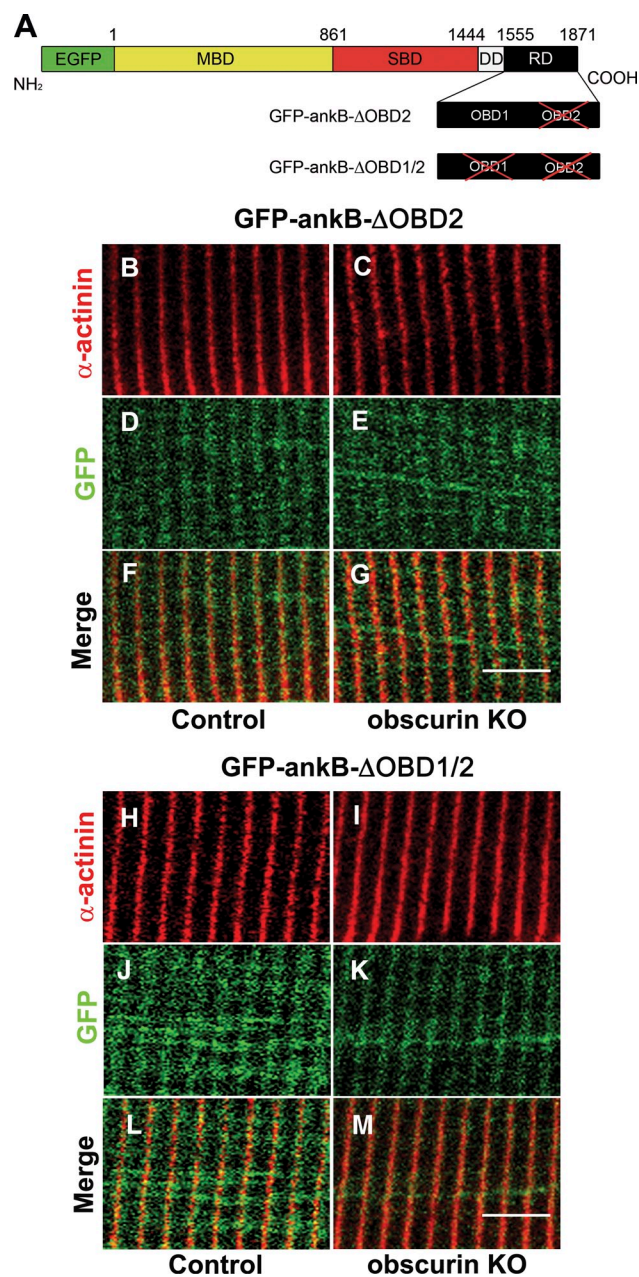 A
1 861 1444 1555 1871
EGFP MBD SBD DD RD
NH₂ COOH
GFP-ankB-ΔOBD2 OBD1 OBD2
GFP-ankB-ΔOBD1/2 OBD1 OBD2
GFP-ankB-ΔOBD2
α-actinin B C
GFP D E
Merge F G
Control obscurin KO
GFP-ankB-ΔOBD1/2
α-actinin H I
GFP J K
Merge L M
Control obscurin KO